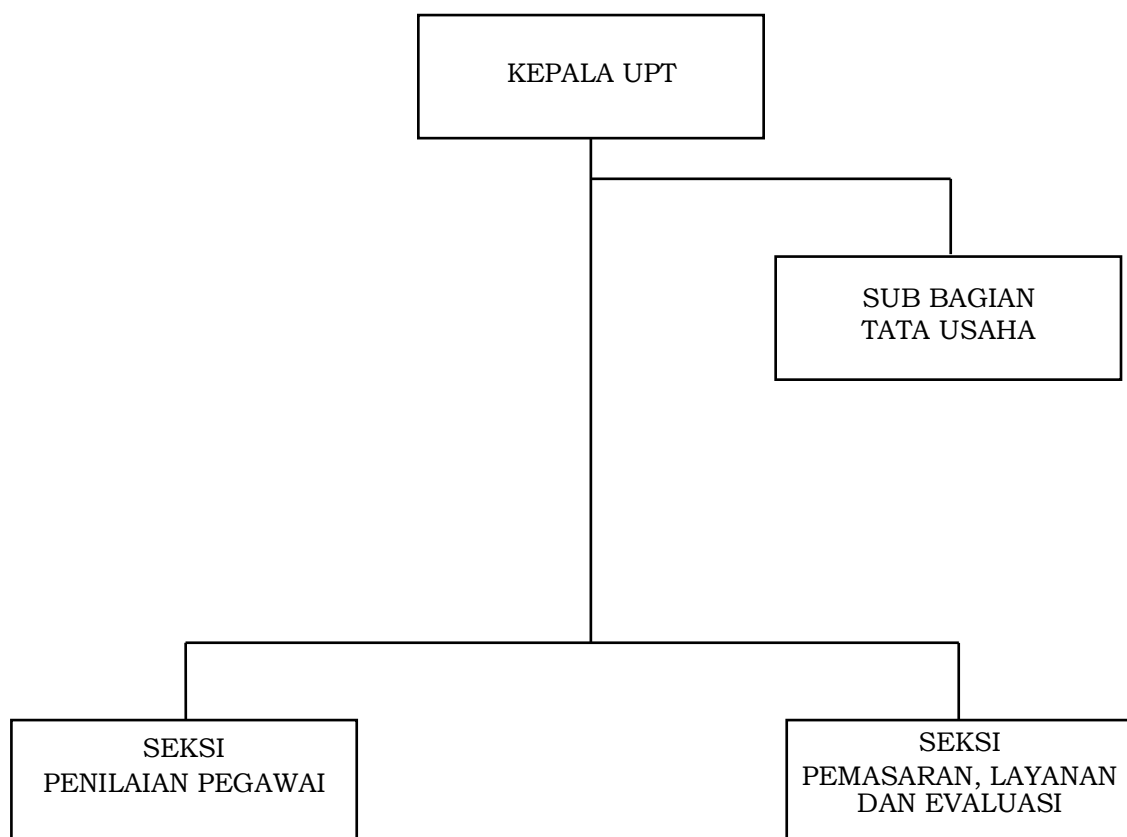 KEPALA UPT
SUB BAGIAN
TATA USAHA
SEKSI
PENILAIAN PEGAWAI
SEKSI
PEMASARAN, LAYANAN
DAN EVALUASI